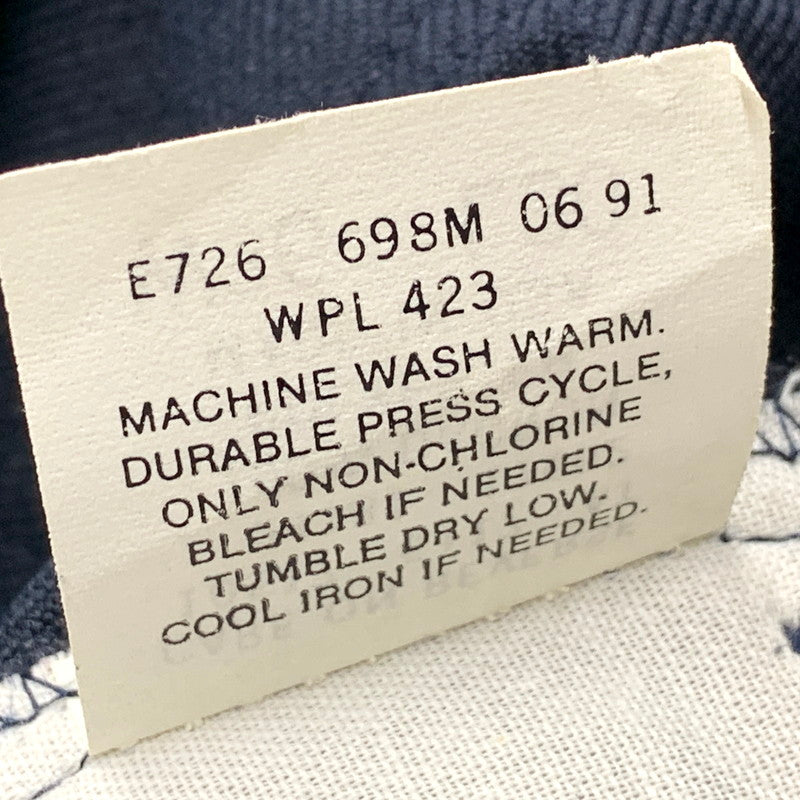 E726 698M 06 91
WPL 423
MACHINE WASH WARM.
DURABLE PRESS CYCLE,
ONLY NON-CHLORINE
BLEACH IF NEEDED.
TUMBLE DRY LOW.
COOL IRON IF NEEDED.